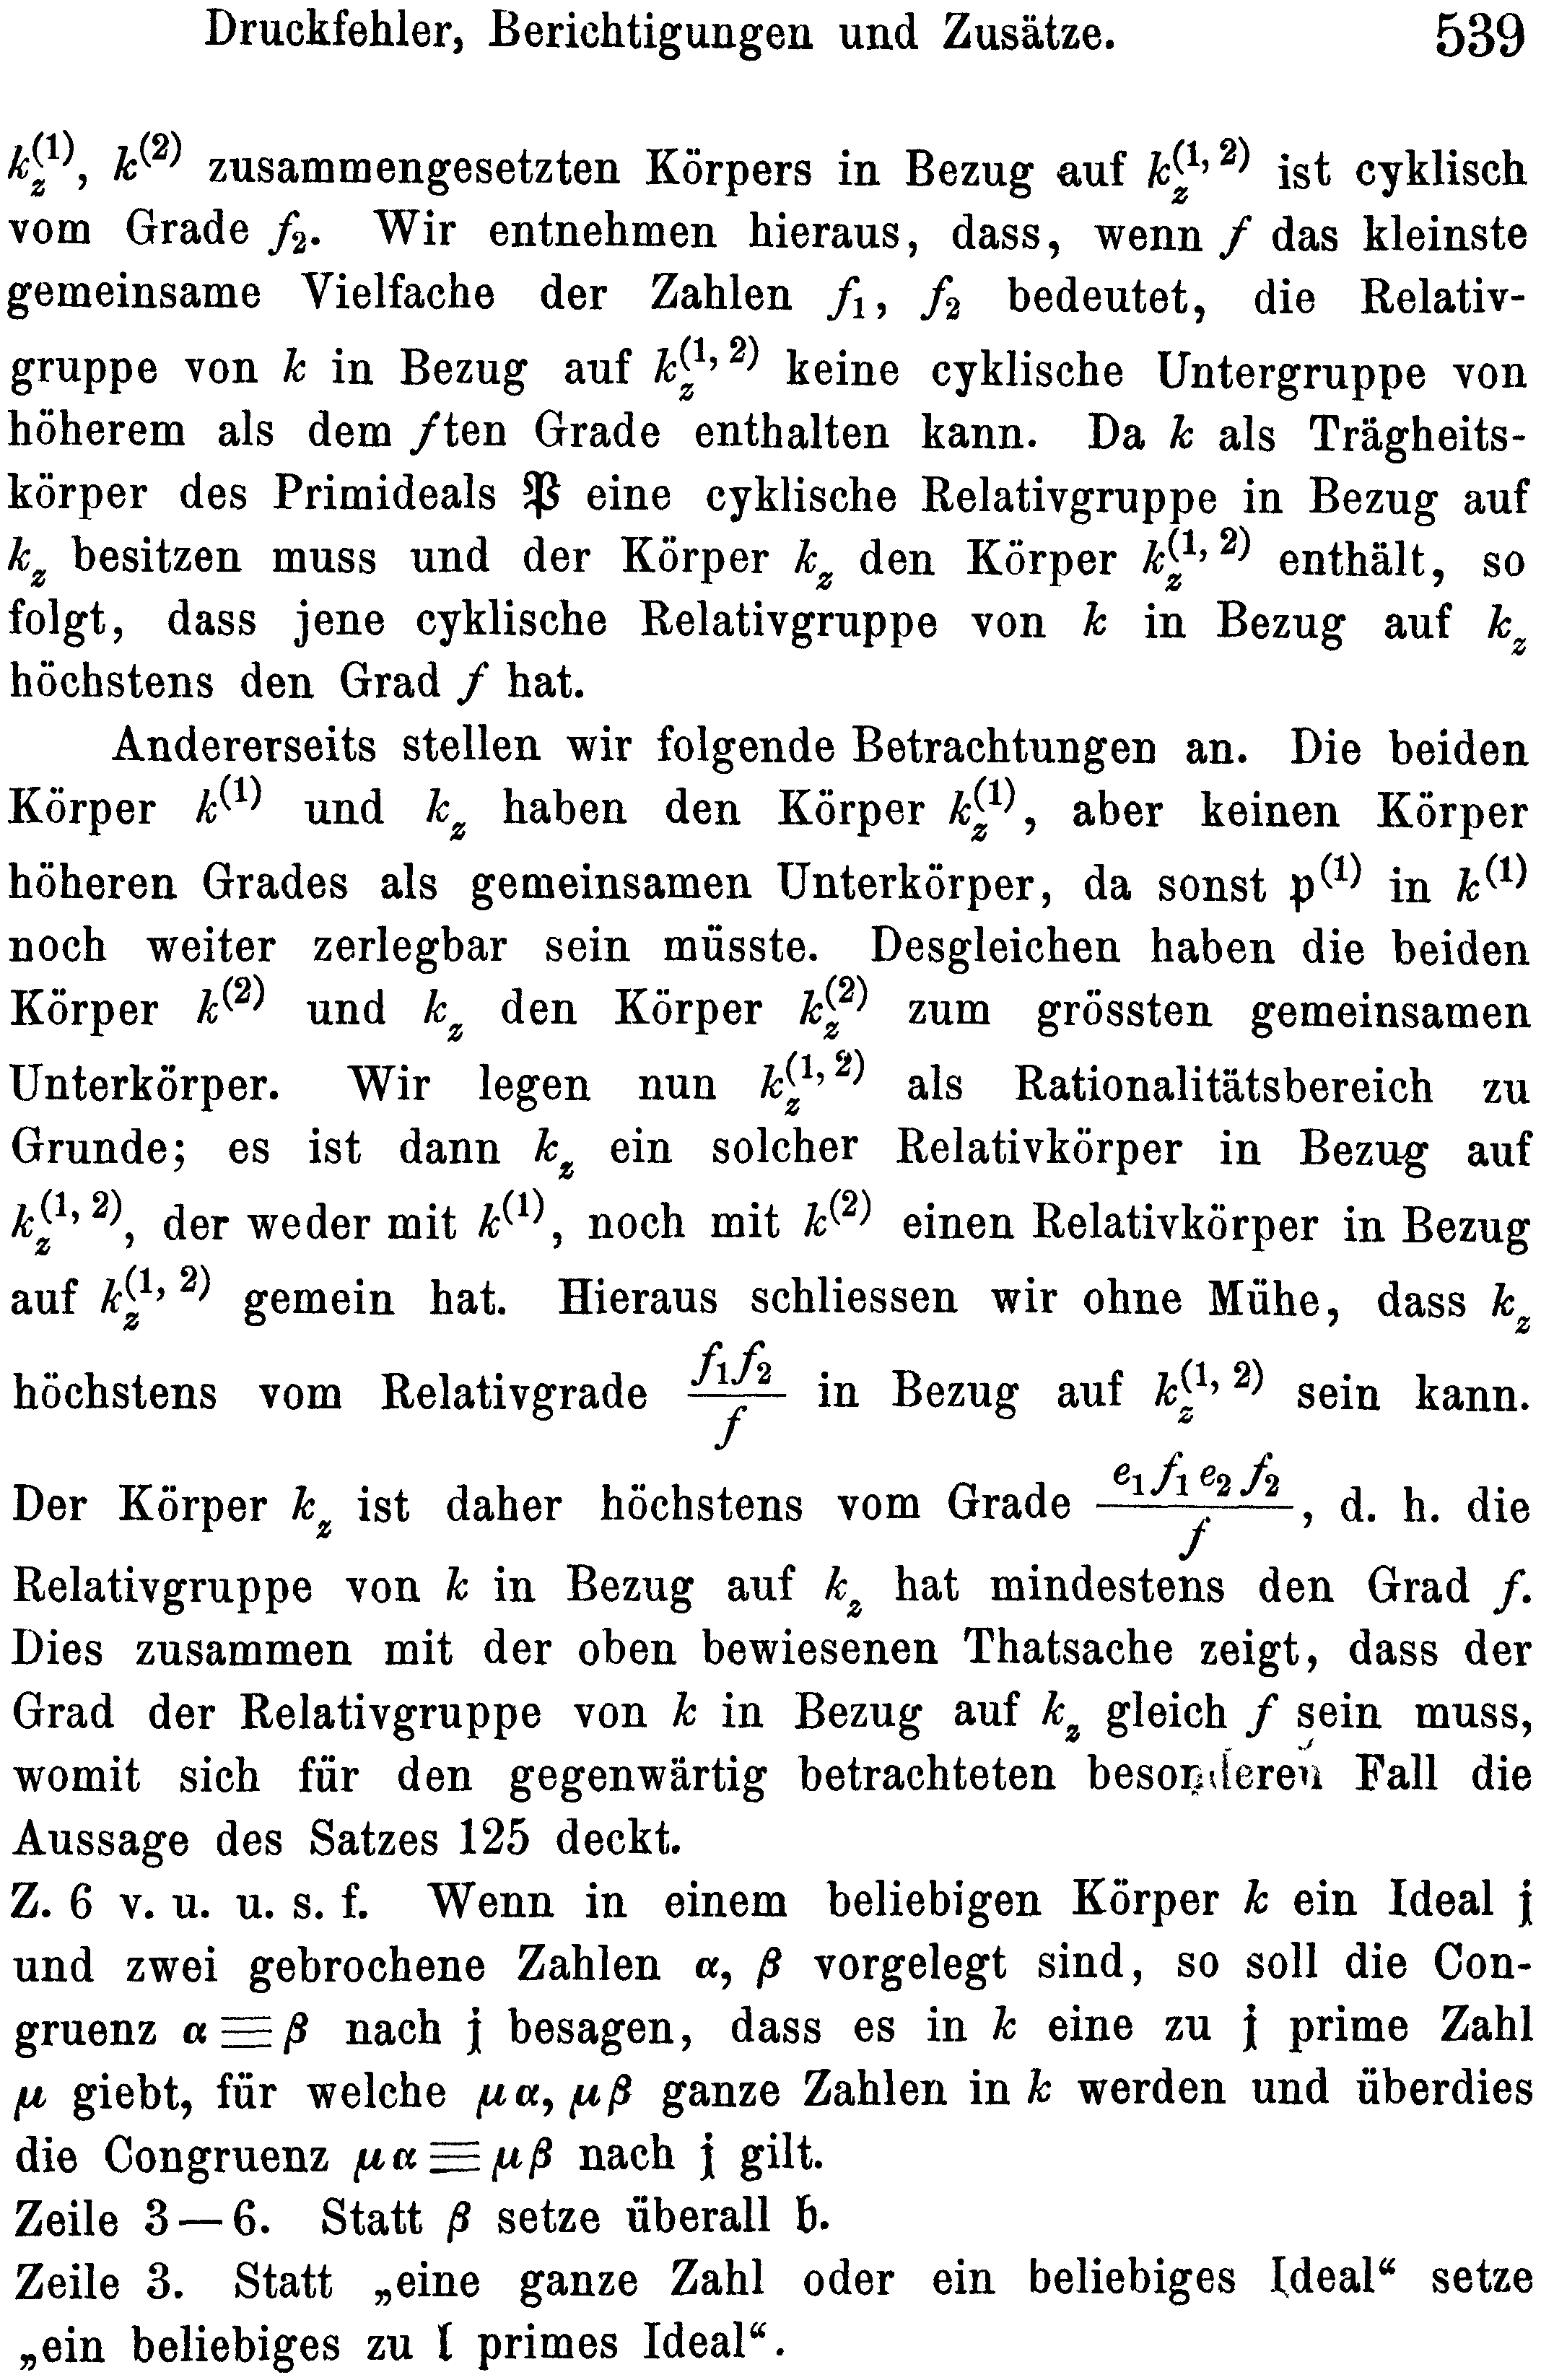 Druckfehler, Berichtigungen und Zusätze. 539
$k_z^{(1)}$, $k^{(2)}$ zusammengesetzten Körpers in Bezug auf $k_z^{(1, 2)}$ ist cyklisch
vom Grade $f_2$. Wir entnehmen hieraus, dass, wenn $f$ das kleinste
gemeinsame Vielfache der Zahlen $f_1$, $f_2$ bedeutet, die Relativ-
gruppe von $k$ in Bezug auf $k_z^{(1, 2)}$ keine cyklische Untergruppe von
höherem als dem $f$ten Grade enthalten kann. Da $k$ als Trägheits-
körper des Primideals $\mathfrak{P}$ eine cyklische Relativgruppe in Bezug auf
$k_z$ besitzen muss und der Körper $k_z$ den Körper $k_z^{(1, 2)}$ enthält, so
folgt, dass jene cyklische Relativgruppe von $k$ in Bezug auf $k_z$
höchstens den Grad $f$ hat.
Andererseits stellen wir folgende Betrachtungen an. Die beiden
Körper $k^{(1)}$ und $k_z$ haben den Körper $k_z^{(1)}$, aber keinen Körper
höheren Grades als gemeinsamen Unterkörper, da sonst $\mathfrak{p}^{(1)}$ in $k^{(1)}$
noch weiter zerlegbar sein müsste. Desgleichen haben die beiden
Körper $k^{(2)}$ und $k_z$ den Körper $k_z^{(2)}$ zum grössten gemeinsamen
Unterkörper. Wir legen nun $k_z^{(1, 2)}$ als Rationalitätsbereich zu
Grunde; es ist dann $k_z$ ein solcher Relativkörper in Bezug auf
$k_z^{(1, 2)}$, der weder mit $k^{(1)}$, noch mit $k^{(2)}$ einen Relativkörper in Bezug
auf $k_z^{(1, 2)}$ gemein hat. Hieraus schliessen wir ohne Mühe, dass $k_z$
höchstens vom Relativgrade $\frac{f_1 f_2}{f}$ in Bezug auf $k_z^{(1, 2)}$ sein kann.
Der Körper $k_z$ ist daher höchstens vom Grade $\frac{e_1 f_1 e_2 f_2}{f}$, d. h. die
Relativgruppe von $k$ in Bezug auf $k_z$ hat mindestens den Grad $f$.
Dies zusammen mit der oben bewiesenen Thatsache zeigt, dass der
Grad der Relativgruppe von $k$ in Bezug auf $k_z$ gleich $f$ sein muss,
womit sich für den gegenwärtig betrachteten besonderen Fall die
Aussage des Satzes 125 deckt.
Z. 6 v. u. u. s. f. Wenn in einem beliebigen Körper $k$ ein Ideal $\mathfrak{j}$
und zwei gebrochene Zahlen $\alpha$, $\beta$ vorgelegt sind, so soll die Con-
gruenz $\alpha \equiv \beta$ nach $\mathfrak{j}$ besagen, dass es in $k$ eine zu $\mathfrak{j}$ prime Zahl
$\mu$ giebt, für welche $\mu\alpha$, $\mu\beta$ ganze Zahlen in $k$ werden und überdies
die Congruenz $\mu\alpha \equiv \mu\beta$ nach $\mathfrak{j}$ gilt.
Zeile 3—6. Statt $\beta$ setze überall $\mathfrak{b}$.
Zeile 3. Statt „eine ganze Zahl oder ein beliebiges Ideal“ setze
„ein beliebiges zu $\mathfrak{l}$ primes Ideal“.